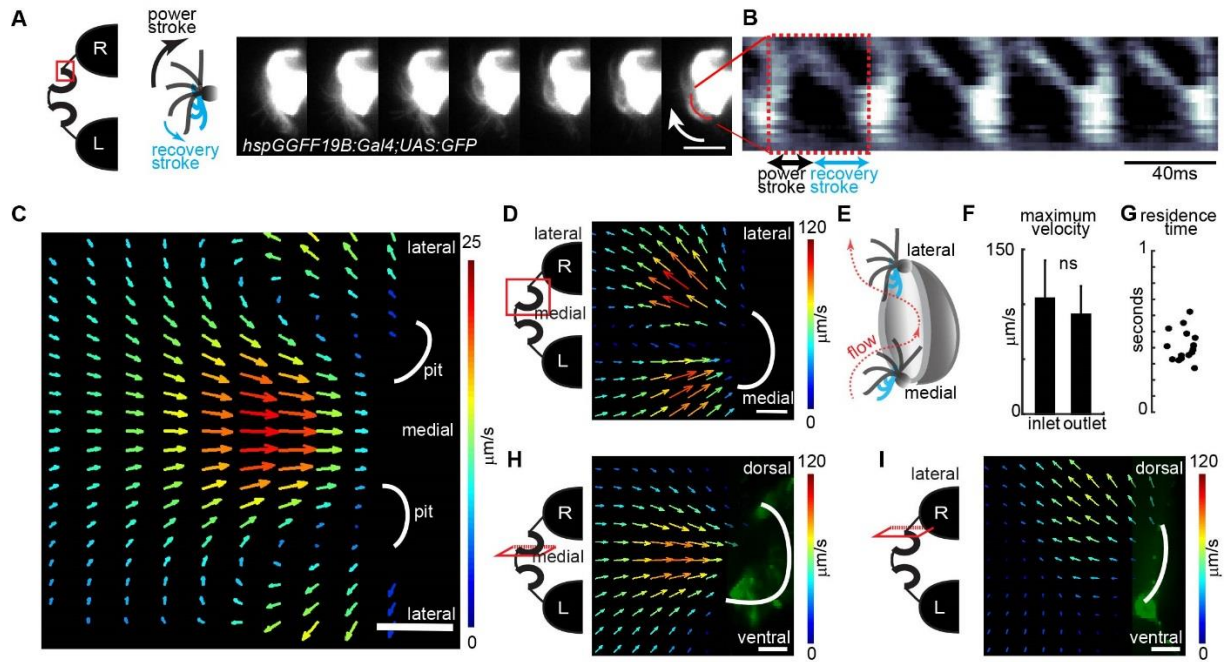 A
power
stroke
R
L
recovery
stroke
hspGGFF19B:Gal4;UAS:GFP
B
power
stroke
recovery
stroke
40ms
C
lateral
pit
medial
pit
lateral
25
µm/s
0
D
lateral
R
medial
L
lateral
medial
120
µm/s
0
E
lateral
flow
medial
F
maximum
velocity
150
ns
µm/s
0
inlet outlet
G
residence
time
1
seconds
0
H
R
medial
L
dorsal
ventral
120
µm/s
0
I
lateral
R
L
dorsal
ventral
120
µm/s
0